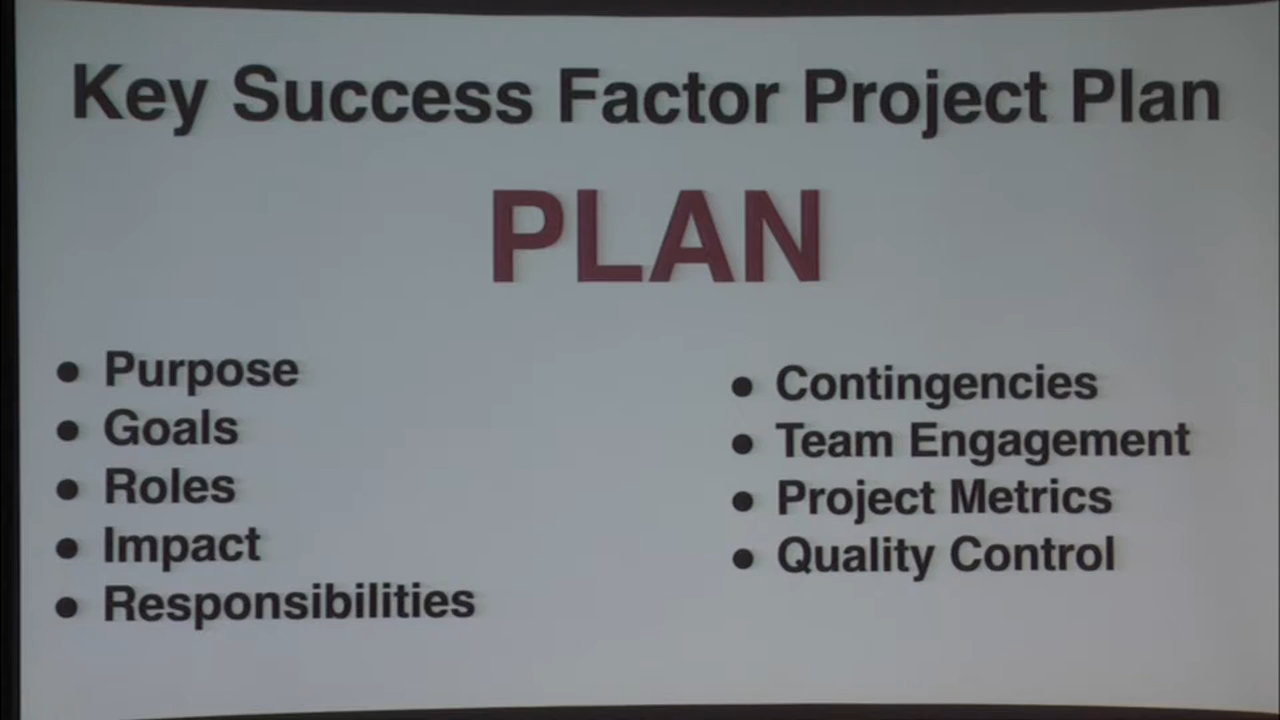 Key Success Factor Project Plan
PLAN
• Purpose
• Goals
• Roles
• Impact
• Responsibilities
• Contingencies
• Team Engagement
• Project Metrics
• Quality Control